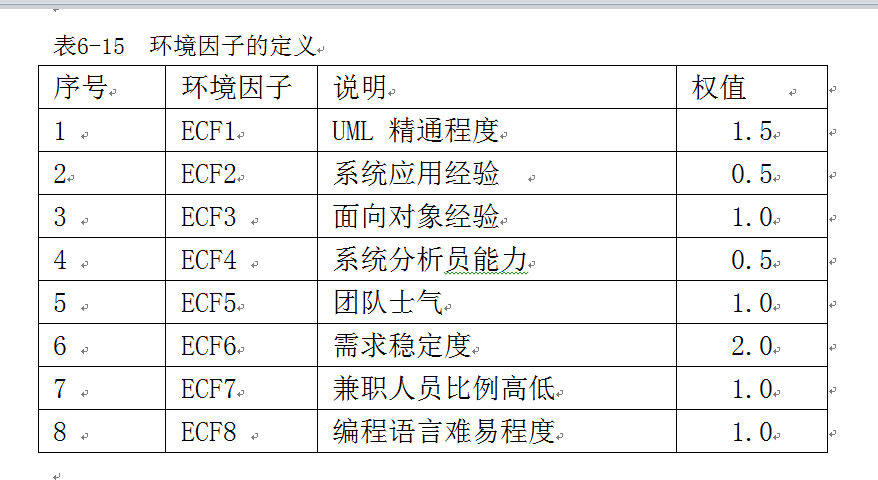 表6-15 环境因子的定义
序号 环境因子 说明 权值
1 ECF1 UML 精通程度 1.5
2 ECF2 系统应用经验 0.5
3 ECF3 面向对象经验 1.0
4 ECF4 系统分析员能力 0.5
5 ECF5 团队士气 1.0
6 ECF6 需求稳定度 2.0
7 ECF7 兼职人员比例高低 1.0
8 ECF8 编程语言难易程度 1.0